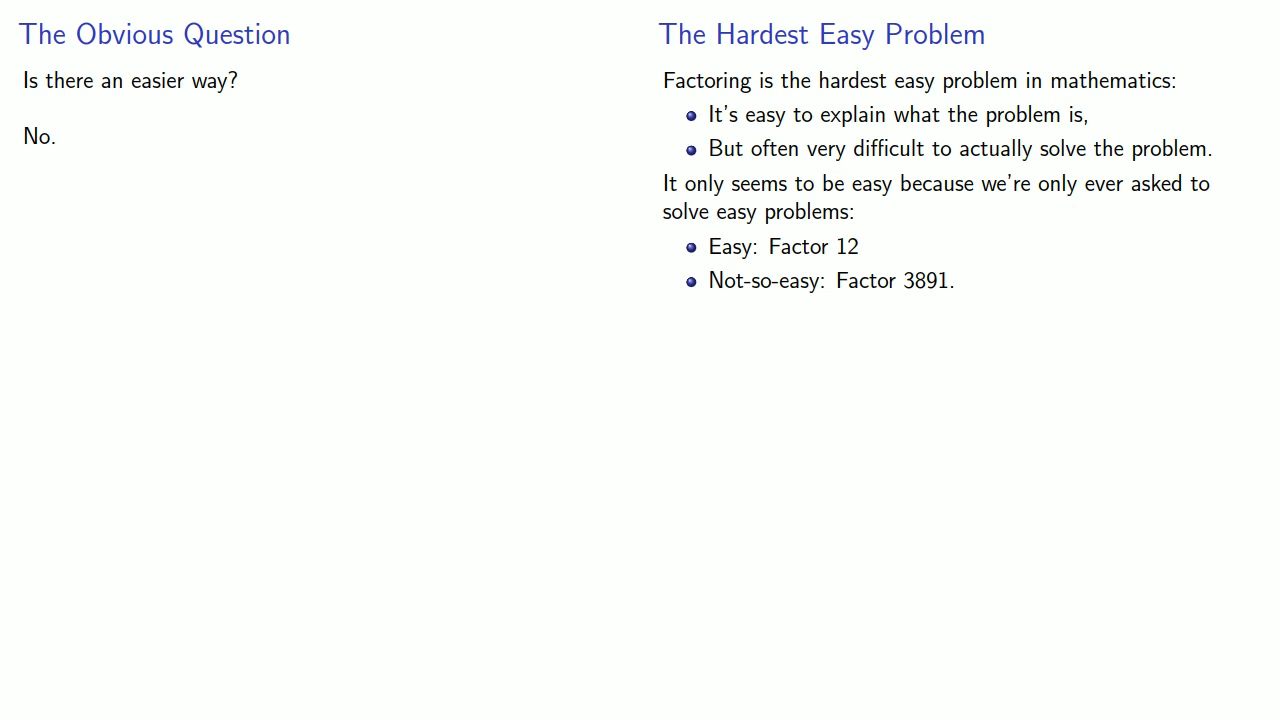 The Obvious Question
Is there an easier way?
No.
The Hardest Easy Problem
Factoring is the hardest easy problem in mathematics:
It's easy to explain what the problem is,
But often very difficult to actually solve the problem.
It only seems to be easy because we're only ever asked to
solve easy problems:
Easy: Factor 12
Not-so-easy: Factor 3891.